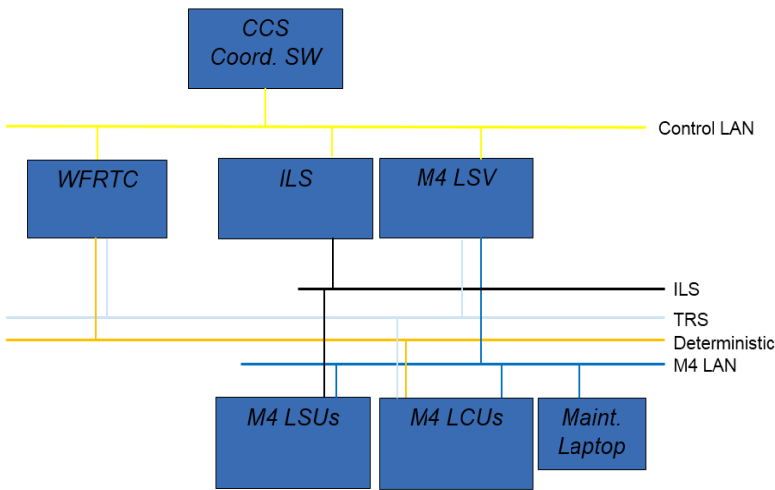 CCS
Coord. SW
Control LAN
WFRTC
ILS
M4 LSV
ILS
TRS
Deterministic
M4 LAN
M4 LSUs
M4 LCUs
Maint.
Laptop